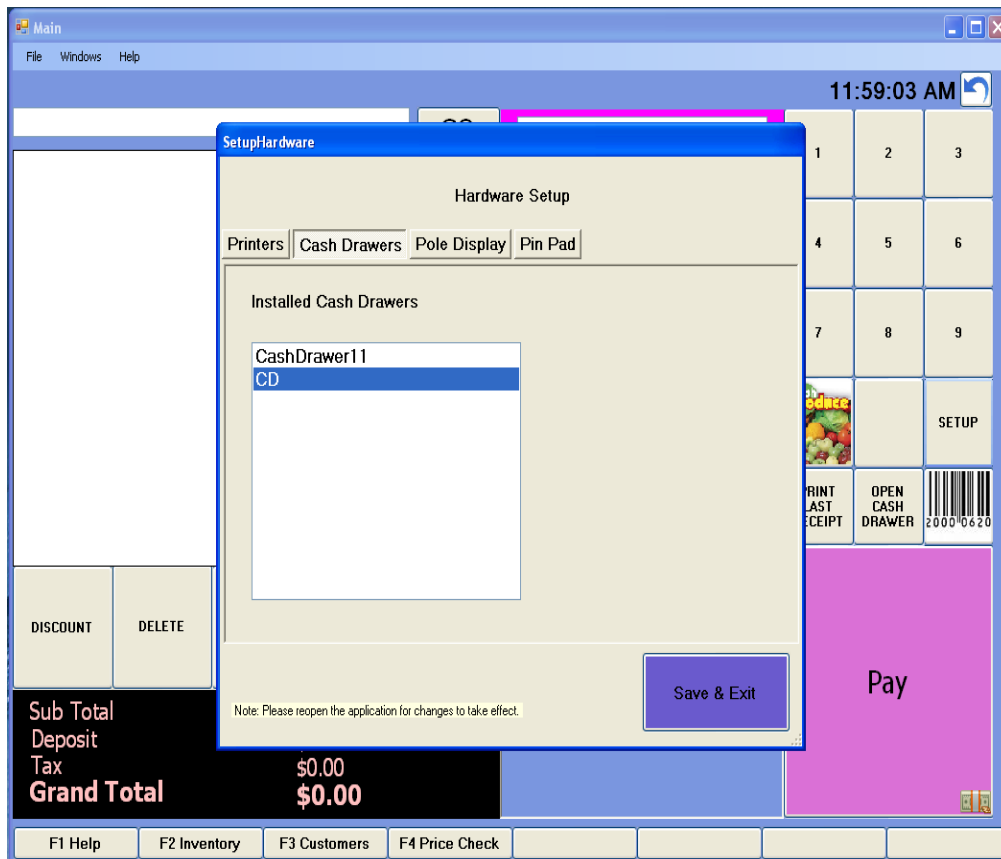 Main
File Windows Help
11:59:03 AM
SetupHardware
Hardware Setup
Printers Cash Drawers Pole Display Pin Pad
Installed Cash Drawers
CashDrawer11
CD
Note: Please reopen the application for changes to take effect.
Save & Exit
1 2 3
4 5 6
7 8 9
SETUP
LAST
OPEN
CASH
DRAWER
2000 0620
DISCOUNT DELETE
Pay
Sub Total
Deposit
Tax $0.00
Grand Total $0.00
F1 Help F2 Inventory F3 Customers F4 Price Check